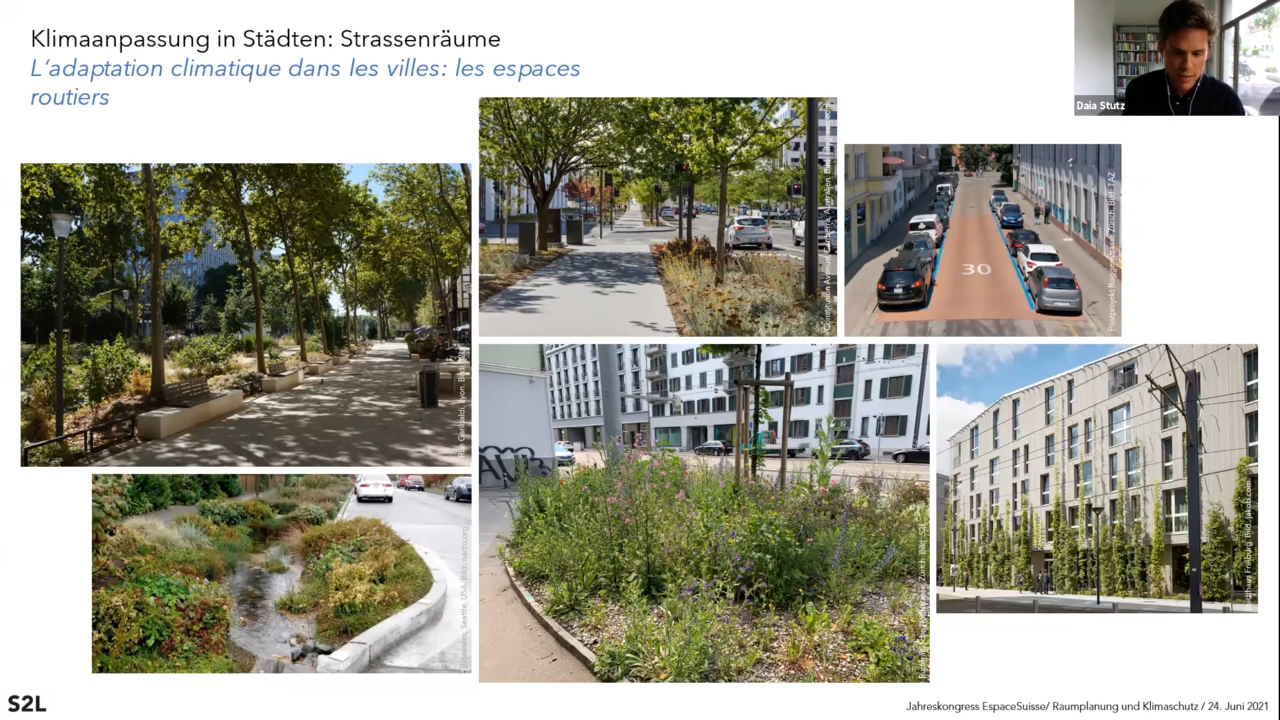 Klimaanpassung in Städten: Strassenräume
L'adaptation climatique dans les villes: les espaces
routiers
Daia Stutz
30
S2L
Jahreskongress EspaceSuisse/ Raumplanung und Klimaschutz / 24. Juni 2021